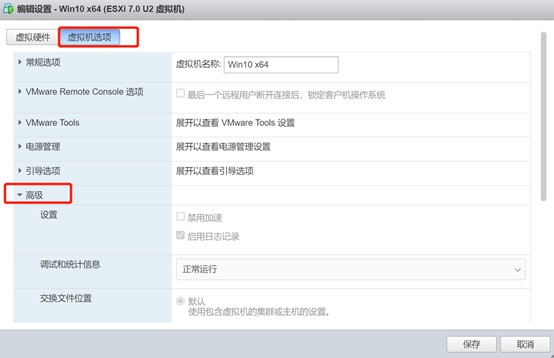 编辑设置 - Win10 x64 (ESXi 7.0 U2 虚拟机)
虚拟硬件 虚拟机选项
常规选项 虚拟机名称: Win10 x64
VMware Remote Console 选项 最后一个远程用户断开连接后，锁定客户机操作系统
VMware Tools 展开以查看 VMware Tools 设置
电源管理 展开以查看电源管理设置
引导选项 展开以查看引导选项
高级
设置 禁用加速
启用日志记录
调试和统计信息 正常运行
交换文件位置 默认
使用包含虚拟机的集群或主机的设置。
保存 取消